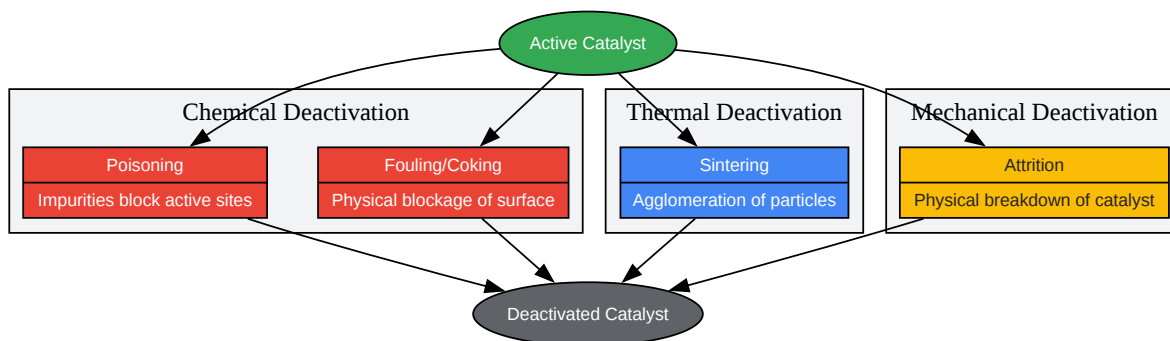 Active Catalyst
Chemical Deactivation
Thermal Deactivation
Mechanical Deactivation
Poisoning
Impurities block active sites
Fouling/Coking
Physical blockage of surface
Sintering
Agglomeration of particles
Attrition
Physical breakdown of catalyst
Deactivated Catalyst